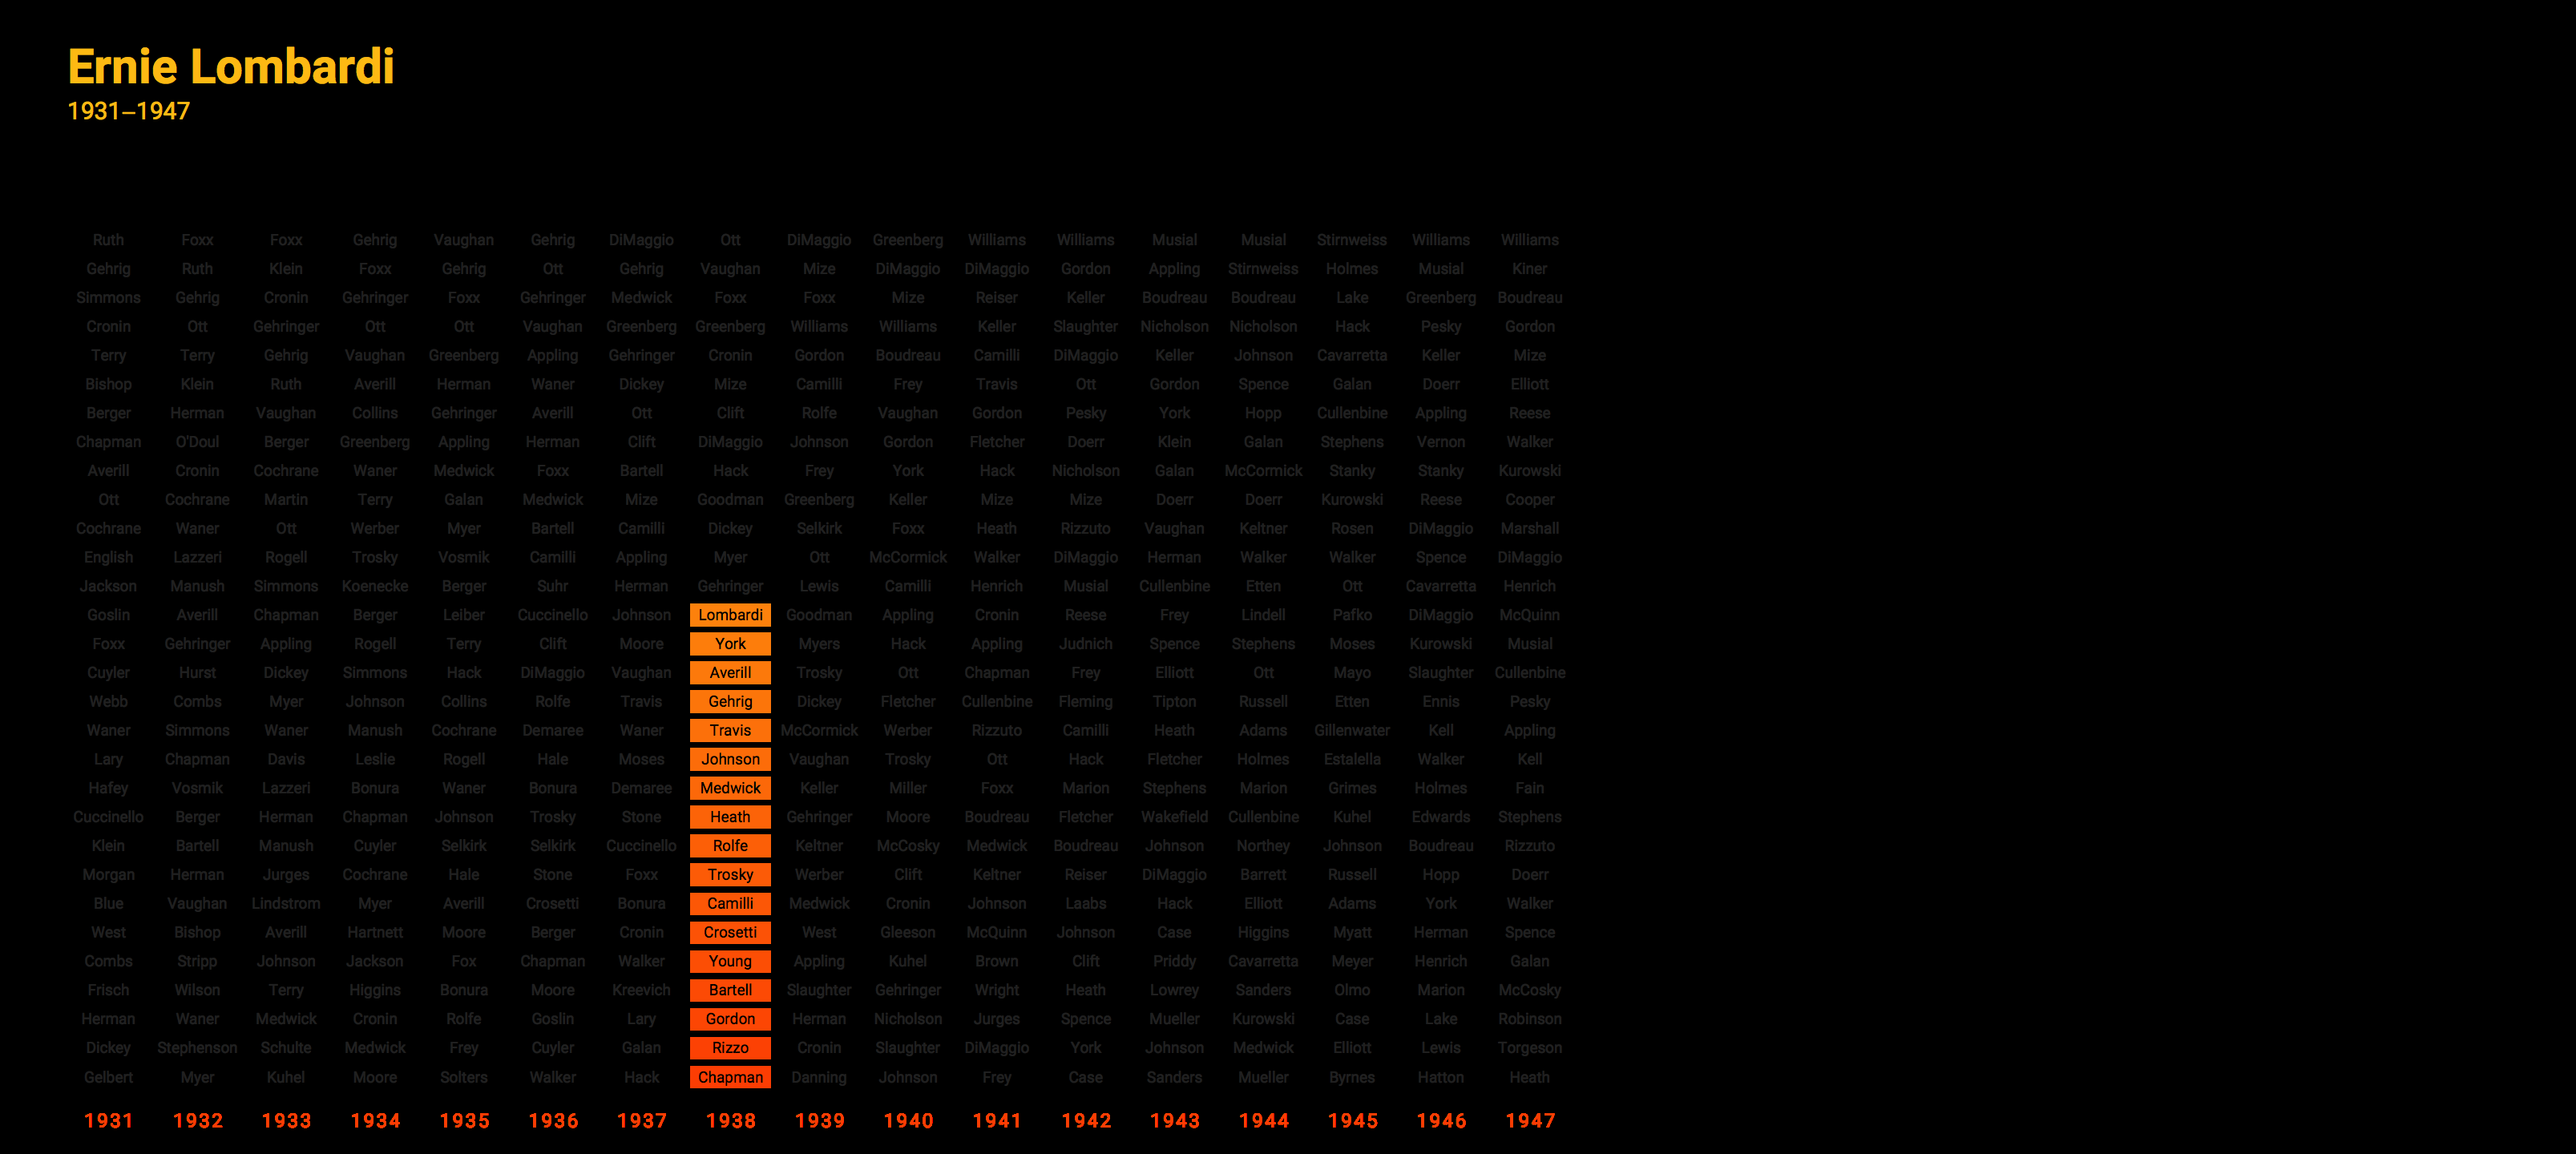 Ernie Lombardi
1931–1947
Ruth Foxx Foxx Gehrig Vaughan Gehrig DiMaggio Ott DiMaggio Greenberg Williams Williams Musial Musial Stirnweiss Williams Williams
Gehrig Ruth Klein Foxx Gehrig Ott Gehrig Vaughan Mize DiMaggio DiMaggio Gordon Appling Stirnweiss Holmes Musial Kiner
Simmons Gehrig Cronin Gehringer Foxx Gehringer Medwick Foxx Foxx Mize Reiser Keller Boudreau Boudreau Lake Greenberg Boudreau
Cronin Ott Gehringer Ott Ott Vaughan Greenberg Greenberg Williams Williams Keller Slaughter Nicholson Nicholson Hack Pesky Gordon
Terry Terry Gehrig Vaughan Greenberg Appling Gehringer Cronin Gordon Boudreau Camilli DiMaggio Keller Johnson Cavarretta Keller Mize
Bishop Klein Ruth Averill Herman Waner Dickey Mize Camilli Frey Travis Ott Gordon Spence Galan Doerr Elliott
Berger Herman Vaughan Collins Gehringer Averill Ott Clift Rolfe Vaughan Gordon Pesky York Hopp Cullenbine Appling Reese
Chapman O'Doul Berger Greenberg Appling Herman Clift DiMaggio Johnson Gordon Fletcher Doerr Klein Galan Stephens Vernon Walker
Averill Cronin Cochrane Waner Medwick Foxx Bartell Hack Frey York Hack Nicholson Galan McCormick Stanky Stanky Kurowski
Ott Cochrane Martin Terry Galan Medwick Mize Goodman Greenberg Keller Mize Mize Doerr Doerr Kurowski Reese Cooper
Cochrane Waner Ott Werber Myer Bartell Camilli Dickey Selkirk Foxx Heath Rizzuto Vaughan Keltner Rosen DiMaggio Marshall
English Lazzeri Rogell Trosky Vosmik Camilli Appling Myer Ott McCormick Walker DiMaggio Herman Walker Walker Spence DiMaggio
Jackson Manush Simmons Koenecke Berger Suhr Herman Gehringer Lewis Camilli Henrich Musial Cullenbine Etten Ott Cavarretta Henrich
Goslin Averill Chapman Berger Leiber Cuccinello Johnson Lombardi Goodman Appling Cronin Reese Frey Lindell Pafko DiMaggio McQuinn
Foxx Gehringer Appling Rogell Terry Clift Moore York Myers Hack Appling Judnich Spence Stephens Moses Kurowski Musial
Cuyler Hurst Dickey Simmons Hack DiMaggio Vaughan Averill Trosky Ott Chapman Frey Elliott Ott Mayo Slaughter Cullenbine
Webb Combs Myer Johnson Collins Rolfe Travis Gehrig Dickey Fletcher Cullenbine Fleming Tipton Russell Etten Ennis Pesky
Waner Simmons Waner Manush Cochrane Demaree Waner Travis McCormick Werber Rizzuto Camilli Heath Adams Gillenwater Kell Appling
Lary Chapman Davis Leslie Rogell Hale Moses Johnson Vaughan Trosky Ott Hack Fletcher Holmes Estalella Walker Kell
Hafey Vosmik Lazzeri Bonura Waner Bonura Demaree Medwick Keller Miller Foxx Marion Stephens Marion Grimes Holmes Fain
Cuccinello Berger Herman Chapman Johnson Trosky Stone Heath Gehringer Moore Boudreau Fletcher Wakefield Cullenbine Kuhel Edwards Stephens
Klein Bartell Manush Cuyler Selkirk Selkirk Cuccinello Rolfe Keltner McCosky Medwick Boudreau Johnson Northey Johnson Boudreau Rizzuto
Morgan Herman Jurges Cochrane Hale Stone Foxx Trosky Werber Clift Keltner Reiser DiMaggio Barrett Russell Hopp Doerr
Blue Vaughan Lindstrom Myer Averill Crosetti Bonura Camilli Medwick Cronin Johnson Laabs Hack Elliott Adams York Walker
West Bishop Averill Hartnett Moore Berger Cronin Crosetti West Gleeson McQuinn Johnson Case Higgins Myatt Herman Spence
Combs Stripp Johnson Jackson Fox Chapman Walker Young Appling Kuhel Brown Clift Priddy Cavarretta Meyer Henrich Galan
Frisch Wilson Terry Higgins Bonura Moore Kreevich Bartell Slaughter Gehringer Wright Heath Lowrey Sanders Olmo Marion McCosky
Herman Waner Medwick Cronin Rolfe Goslin Lary Gordon Herman Nicholson Jurges Spence Mueller Kurowski Case Lake Robinson
Dickey Stephenson Schulte Medwick Frey Cuyler Galan Rizzo Cronin Slaughter DiMaggio York Johnson Medwick Elliott Lewis Torgeson
Gelbert Myer Kuhel Moore Solters Walker Hack Chapman Danning Johnson Frey Case Sanders Mueller Byrnes Hatton Heath
1931 1932 1933 1934 1935 1936 1937 1938 1939 1940 1941 1942 1943 1944 1945 1946 1947